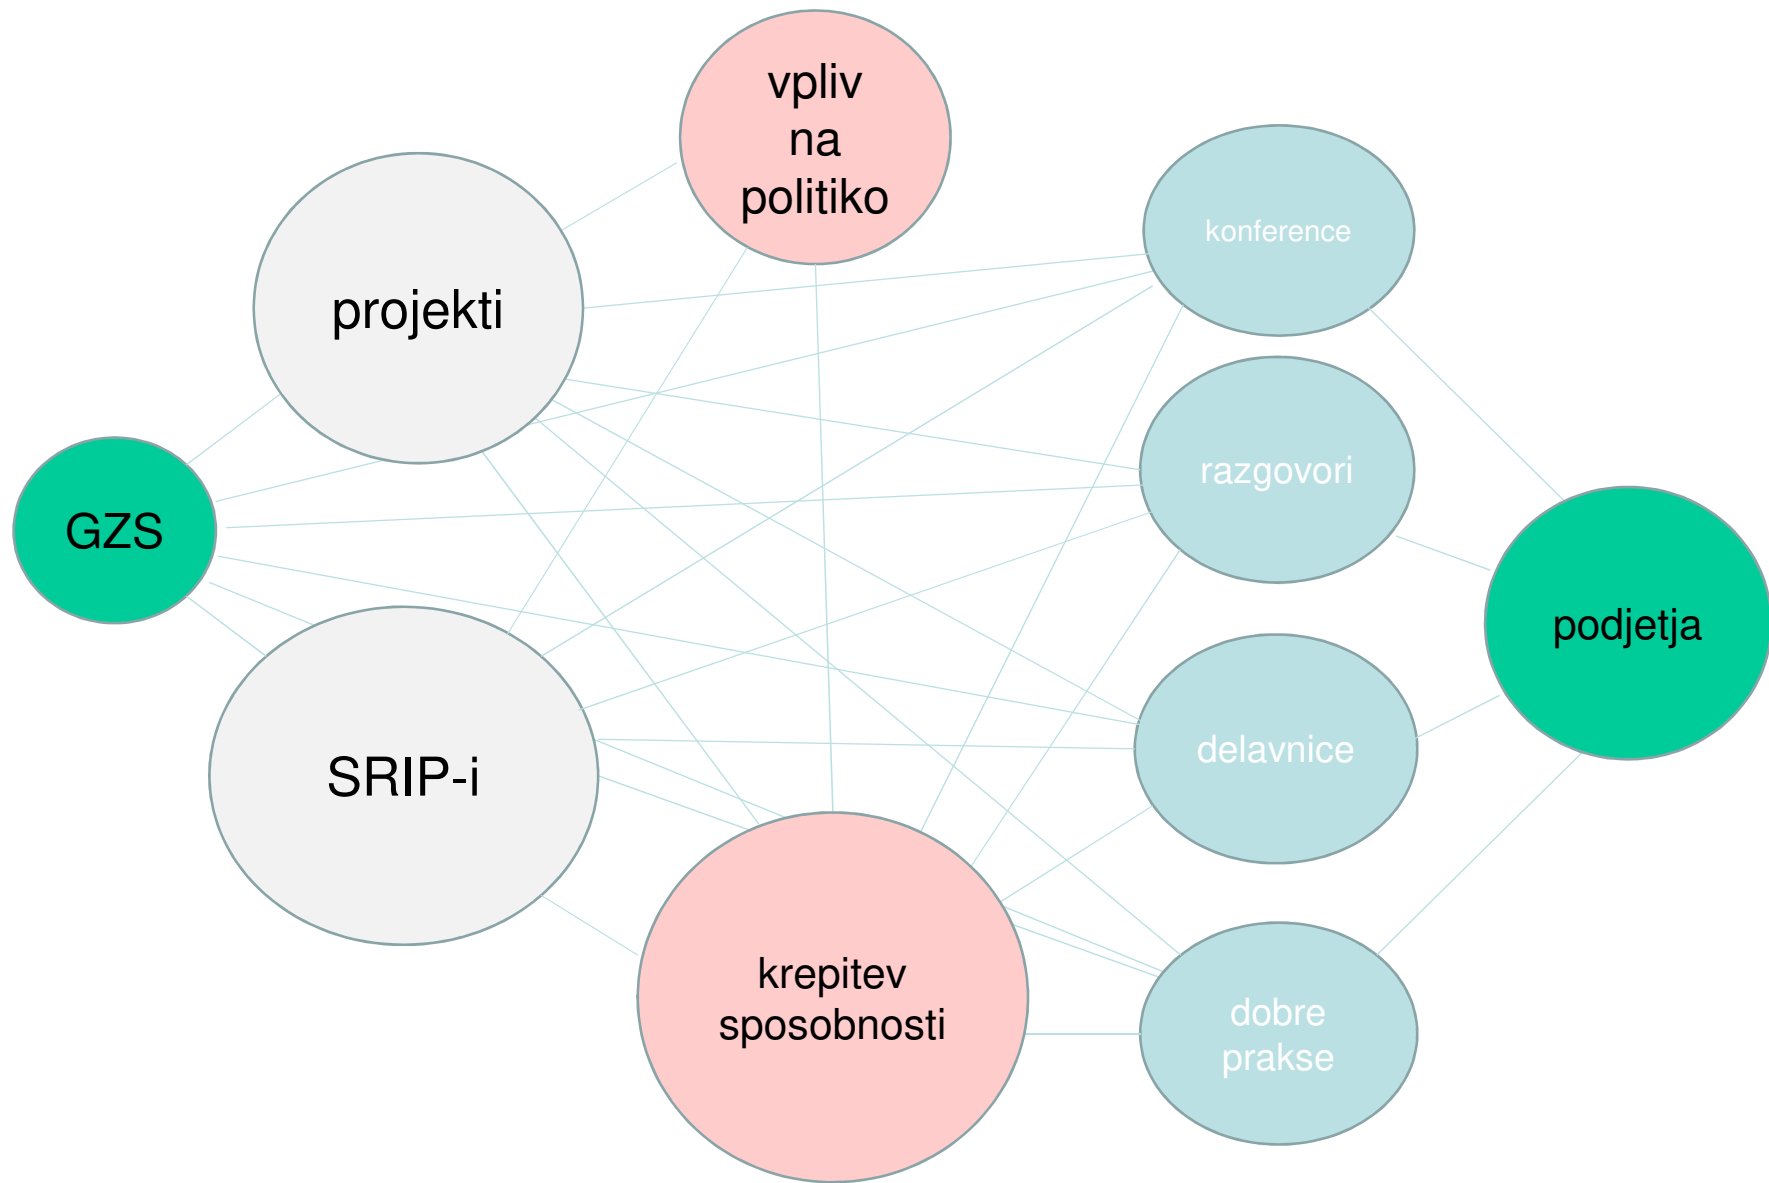 vpliv
na
politiko
projekti
konference
razgovori
GZS
podjetja
SRIP-i
delavnice
krepitev
sposobnosti
dobre
prakse